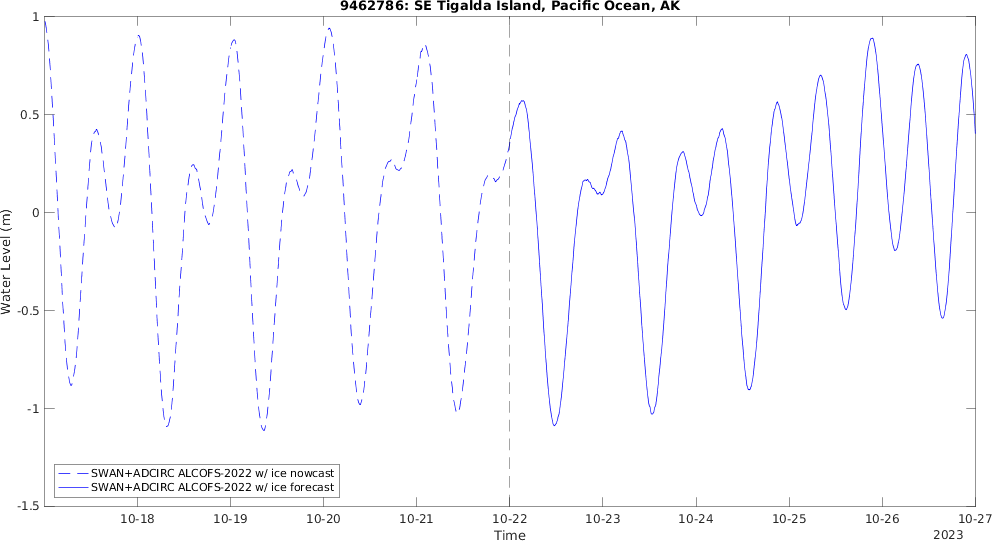 9462786: SE Tigalda Island, Pacific Ocean, AK
1
0.5
0
-0.5
-1
-1.5
Water Level (m)
SWAN+ADCIRC ALCOFS-2022 w/ ice nowcast
SWAN+ADCIRC ALCOFS-2022 w/ ice forecast
10-18 10-19 10-20 10-21 10-22 10-23 10-24 10-25 10-26 10-27
Time
2023